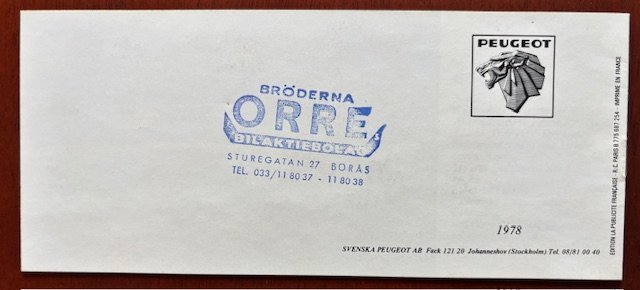 PEUGEOT
BRÖDERNA
ORRES
BILAKTIEBOLAG
STUREGATAN 27 BORÅS
TEL. 033/11 80 37 - 11 80 38
1978
SVENSKA PEUGEOT AB Fack 121 20 Johanneshov (Stockholm) Tel. 08/81 00 40
EDITION LA PUBLICITE FRANÇAISE - R.C. PARIS B 775 687 254 - IMPRIME EN FRANCE